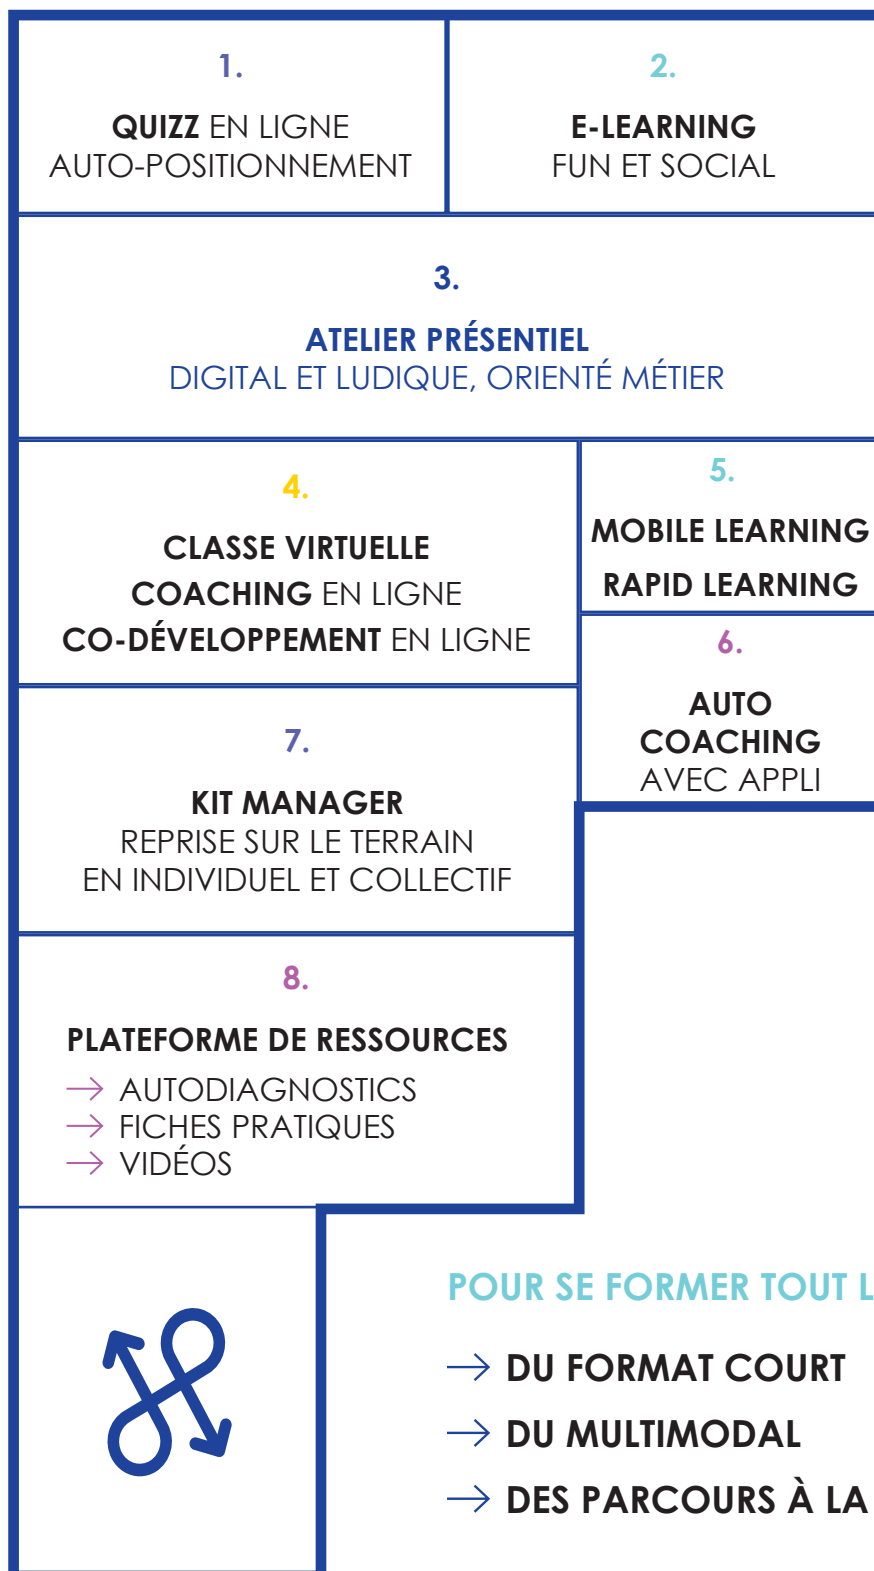 1.
QUIZZ EN LIGNE
AUTO-POSITIONNEMENT
2.
E-LEARNING
FUN ET SOCIAL
3.
ATELIER PRÉSENTIEL
DIGITAL ET LUDIQUE, ORIENTÉ MÉTIER
4.
CLASSE VIRTUELLE
COACHING EN LIGNE
CO-DÉVELOPPEMENT EN LIGNE
5.
MOBILE LEARNING
RAPID LEARNING
6.
AUTO
COACHING
AVEC APPLI
7.
KIT MANAGER
REPRISE SUR LE TERRAIN
EN INDIVIDUEL ET COLLECTIF
8.
PLATEFORME DE RESSOURCES
→ AUTODIAGNOSTICS
→ FICHES PRATIQUES
→ VIDÉOS
POUR SE FORMER TOUT L
→ DU FORMAT COURT
→ DU MULTIMODAL
→ DES PARCOURS À LA